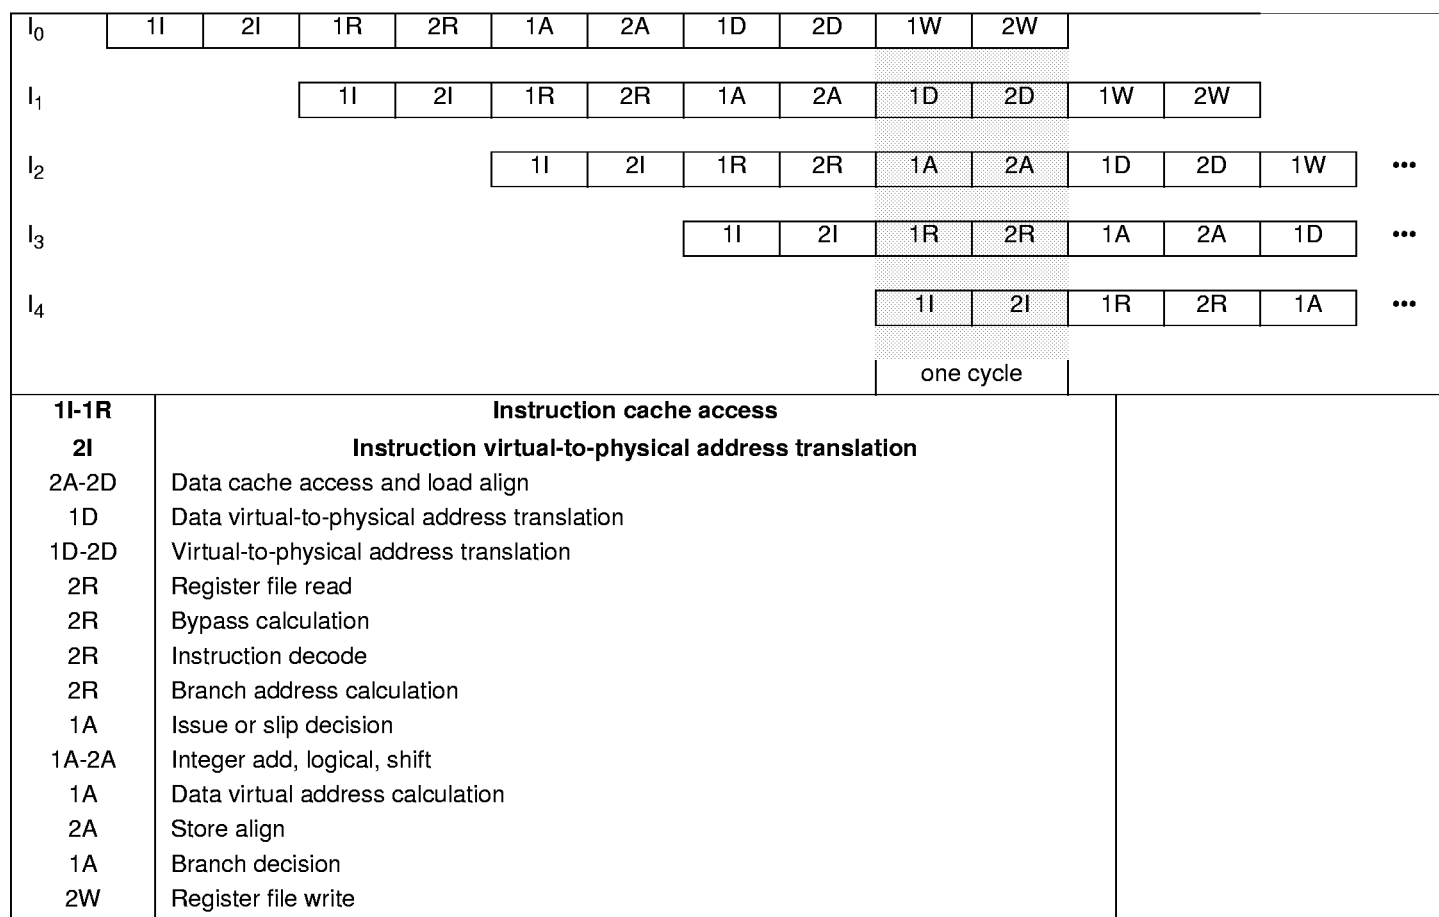 I0 1I 2I 1R 2R 1A 2A 1D 2D 1W 2W
I1 1I 2I 1R 2R 1A 2A 1D 2D 1W 2W
I2 1I 2I 1R 2R 1A 2A 1D 2D 1W •••
I3 1I 2I 1R 2R 1A 2A 1D •••
I4 1I 2I 1R 2R 1A •••
one cycle
1I-1R Instruction cache access
2I Instruction virtual-to-physical address translation
2A-2D Data cache access and load align
1D Data virtual-to-physical address translation
1D-2D Virtual-to-physical address translation
2R Register file read
2R Bypass calculation
2R Instruction decode
2R Branch address calculation
1A Issue or slip decision
1A-2A Integer add, logical, shift
1A Data virtual address calculation
2A Store align
1A Branch decision
2W Register file write